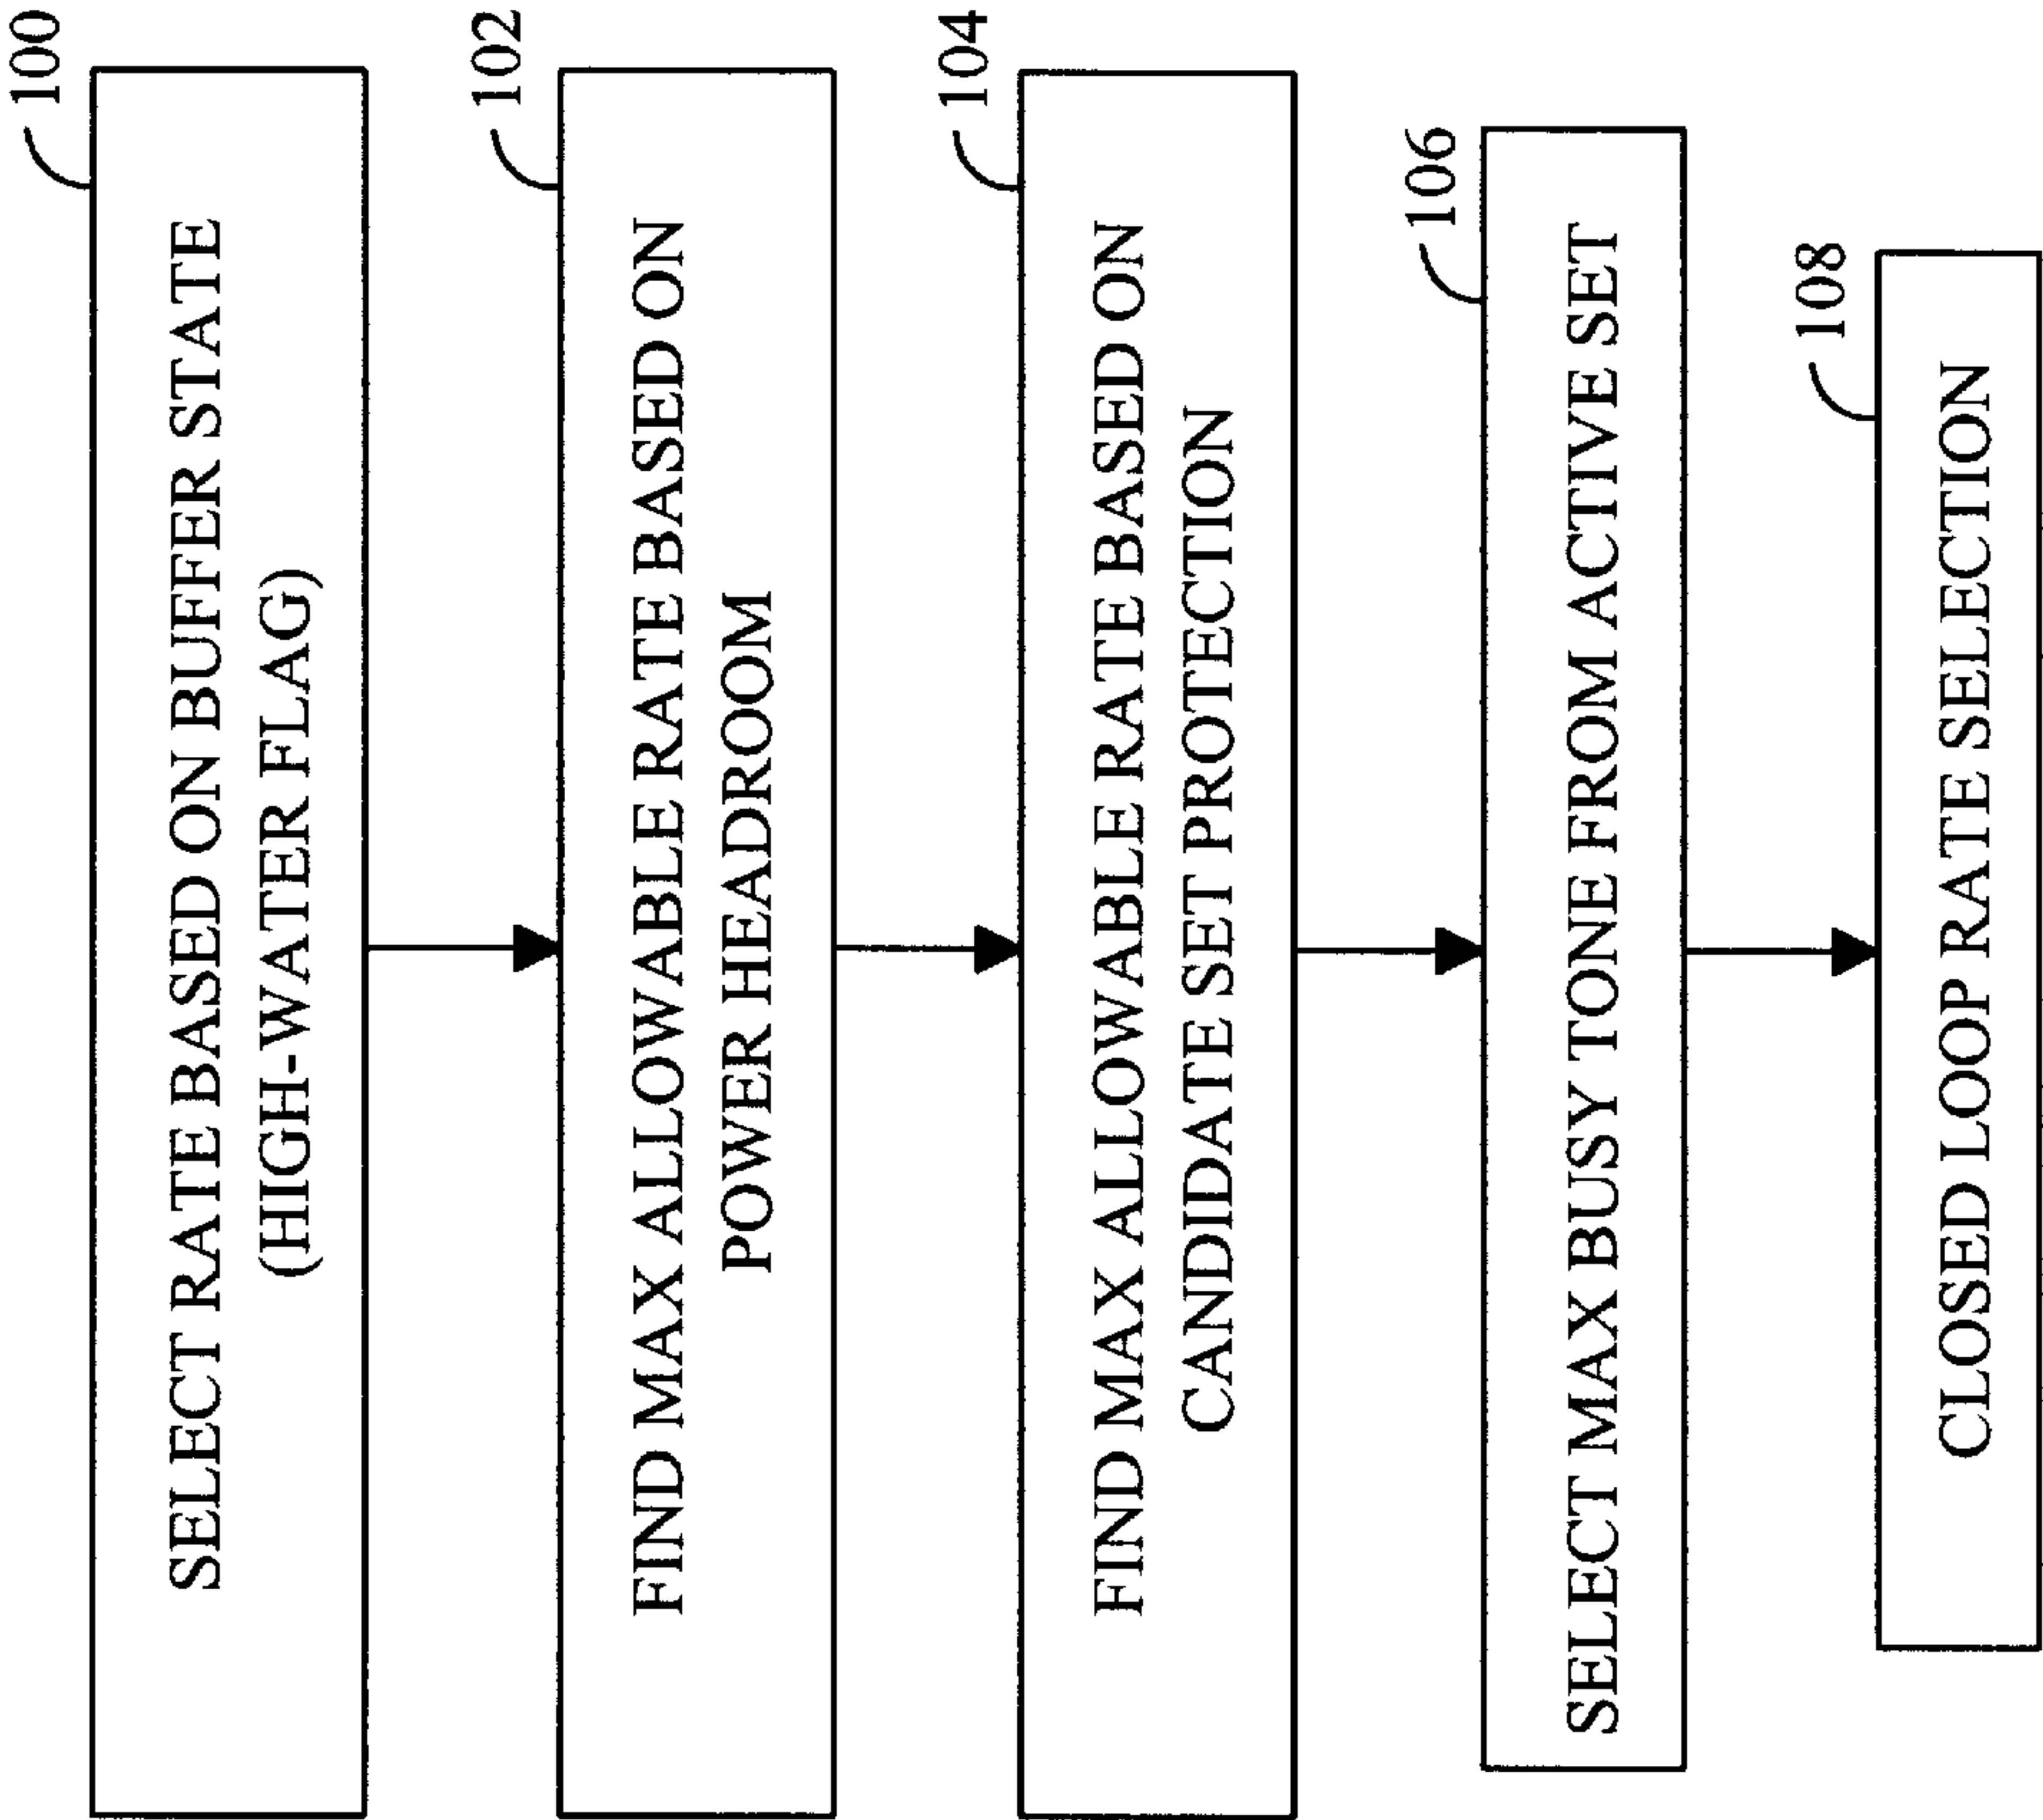 100
SELECT RATE BASED ON BUFFER STATE
(HIGH-WATER FLAG)
102
FIND MAX ALLOWABLE RATE BASED ON
POWER HEADROOM
104
FIND MAX ALLOWABLE RATE BASED ON
CANDIDATE SET PROTECTION
106
SELECT MAX BUSY TONE FROM ACTIVE SET
108
CLOSED LOOP RATE SELECTION